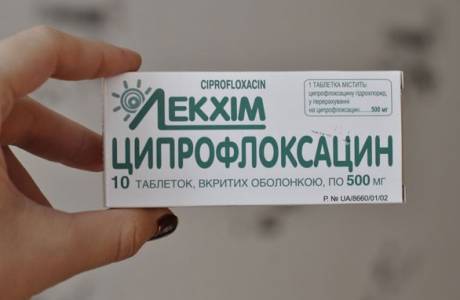 CIPROFLOXACIN
ЛЕКХІМ
1 ТАБЛЕТКА МІСТИТЬ
ципрофлоксацину гідрохлорид,
у перерахуванні
на ципрофлоксацин......500 мг
ЦИПРОФЛОКСАЦИН
10 ТАБЛЕТОК, ВКРИТИХ ОБОЛОНКОЮ, ПО 500 МГ
Р. № UA/8660/01/02